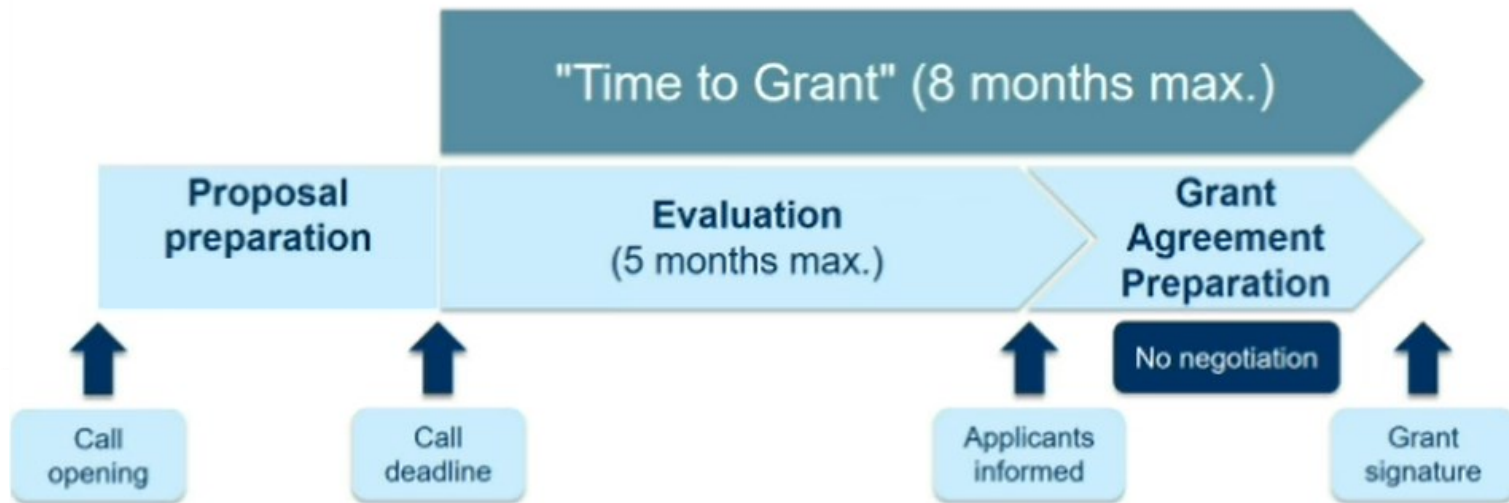 "Time to Grant" (8 months max.)
Proposal
preparation
Evaluation
(5 months max.)
Grant
Agreement
Preparation
No negotiation
Call
opening
Call
deadline
Applicants
informed
Grant
signature